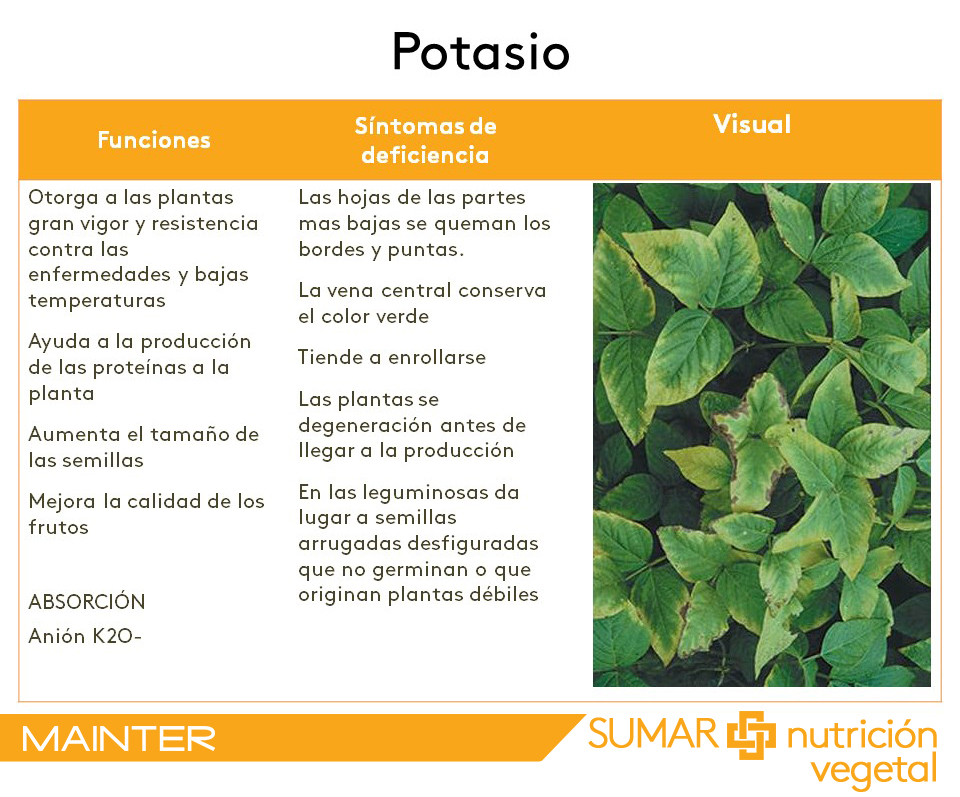 Potasio
Funciones
Síntomas de
deficiencia
Visual
Otorga a las plantas
gran vigor y resistencia
contra las
enfermedades y bajas
temperaturas
Ayuda a la producción
de las proteínas a la
planta
Aumenta el tamaño de
las semillas
Mejora la calidad de los
frutos
ABSORCIÓN
Anión K2O-
Las hojas de las partes
mas bajas se queman los
bordes y puntas.
La vena central conserva
el color verde
Tiende a enrollarse
Las plantas se
degeneración antes de
llegar a la producción
En las leguminosas da
lugar a semillas
arrugadas desfiguradas
que no germinan o que
originan plantas débiles
MAINTER
SUMAR nutrición
vegetal